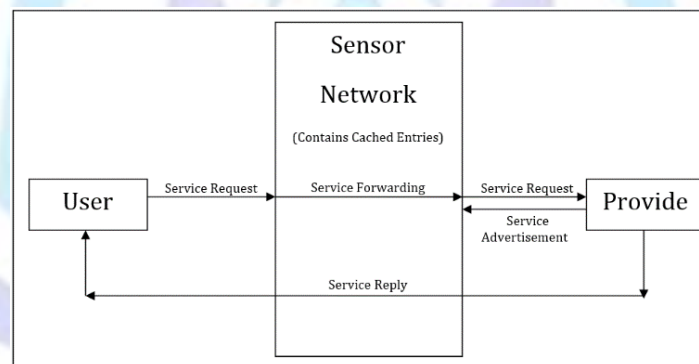 Sensor
Network
(Contains Cached Entries)
User
Service Request
Service Forwarding
Service Request
Provide
Service
Advertisement
Service Reply